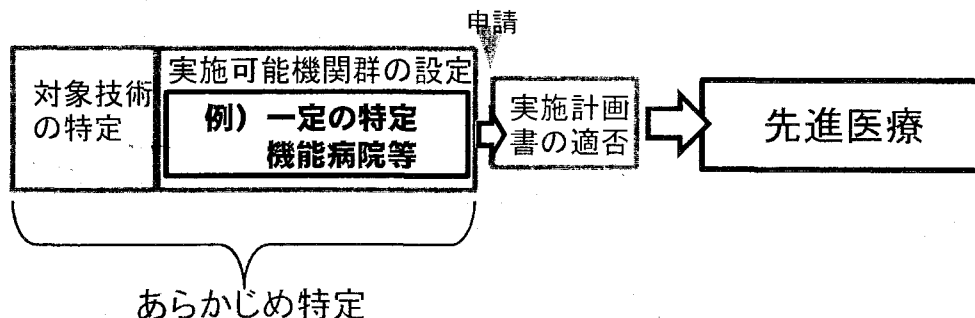 申請
対象技術
の特定
実施可能機関群の設定
例）一定の特定
機能病院等
実施計画
書の適否
先進医療
あらかじめ特定